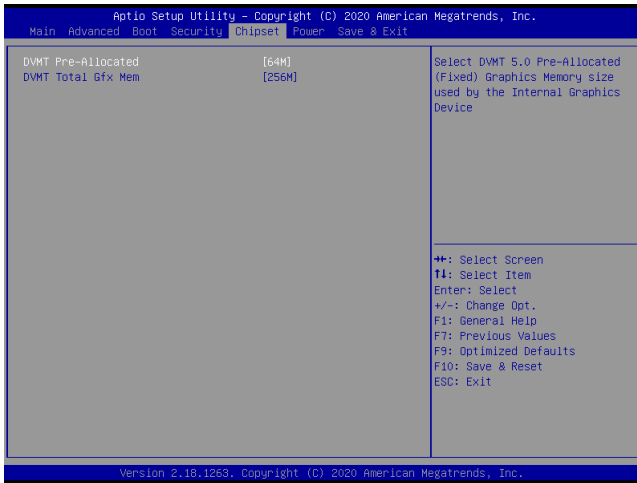 Aptio Setup Utility – Copyright (C) 2020 American Megatrends, Inc.
Main Advanced Boot Security Chipset Power Save & Exit
DVMT Pre-Allocated [64M]
DVMT Total Gfx Mem [256M]
Select DVMT 5.0 Pre-Allocated
(Fixed) Graphics Memory size
used by the Internal Graphics
Device
→←: Select Screen
↑↓: Select Item
Enter: Select
+/-: Change Opt.
F1: General Help
F7: Previous Values
F9: Optimized Defaults
F10: Save & Reset
ESC: Exit
Version 2.18.1263. Copyright (C) 2020 American Megatrends, Inc.